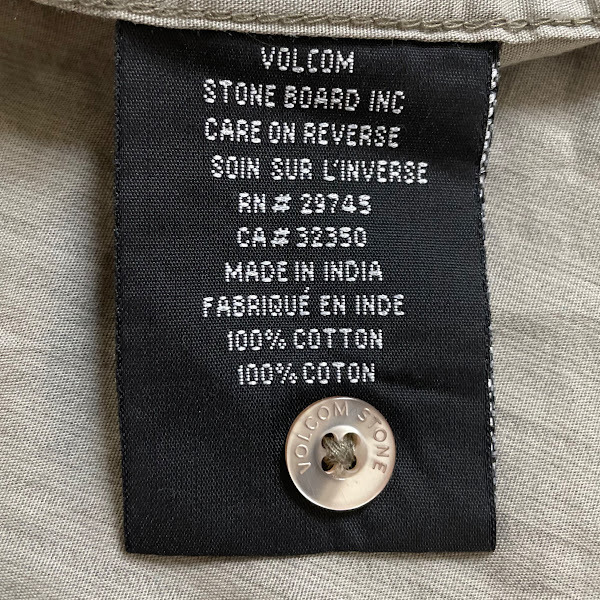 VOLCOM
STONE BOARD INC
CARE ON REVERSE
SOIN SUR L'INVERSE
RN# 29745
CA# 32350
MADE IN INDIA
FABRIQUÉ EN INDE
100% COTTON
100% COTON
VOLCOM STONE